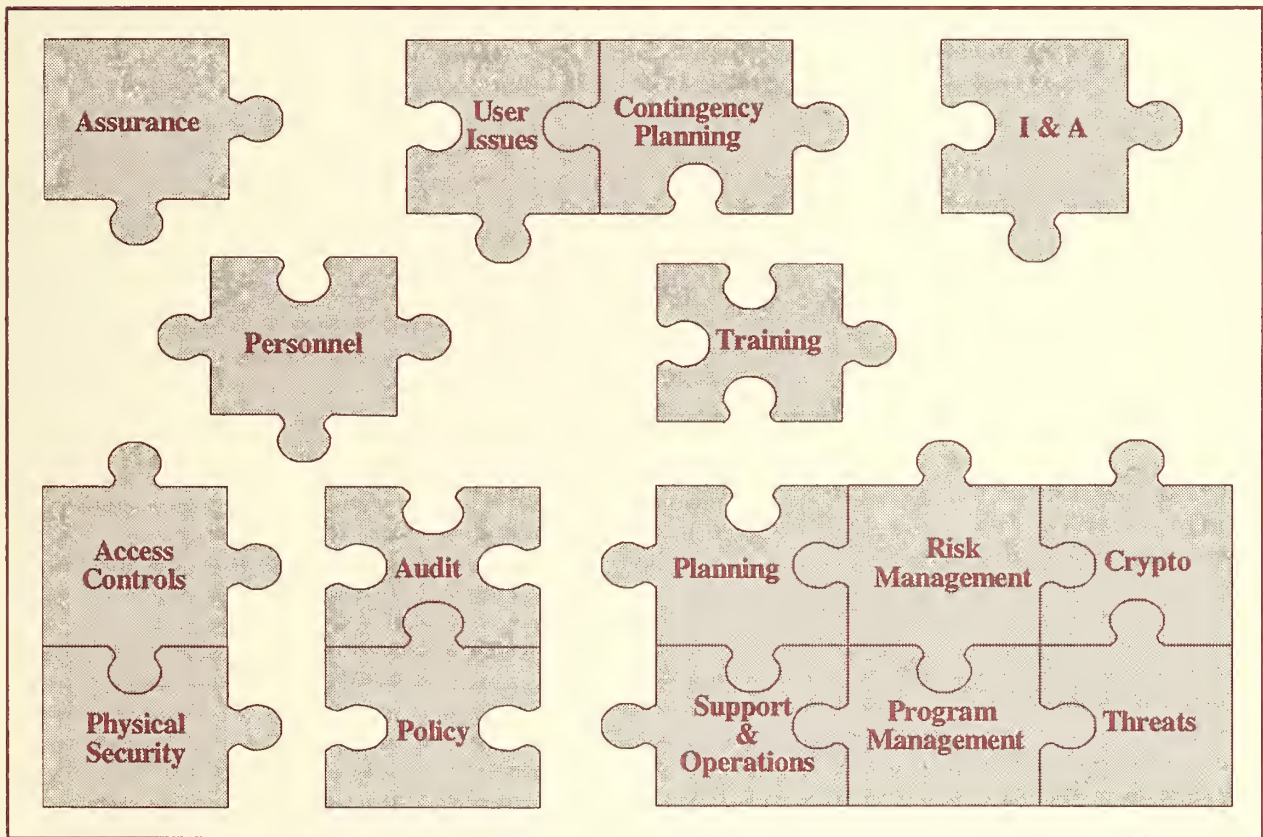 Assurance
User
Issues
Contingency
Planning
I & A
Personnel
Training
Access
Controls
Audit
Planning
Risk
Management
Crypto
Physical
Security
Policy
Support
&
Operations
Program
Management
Threats